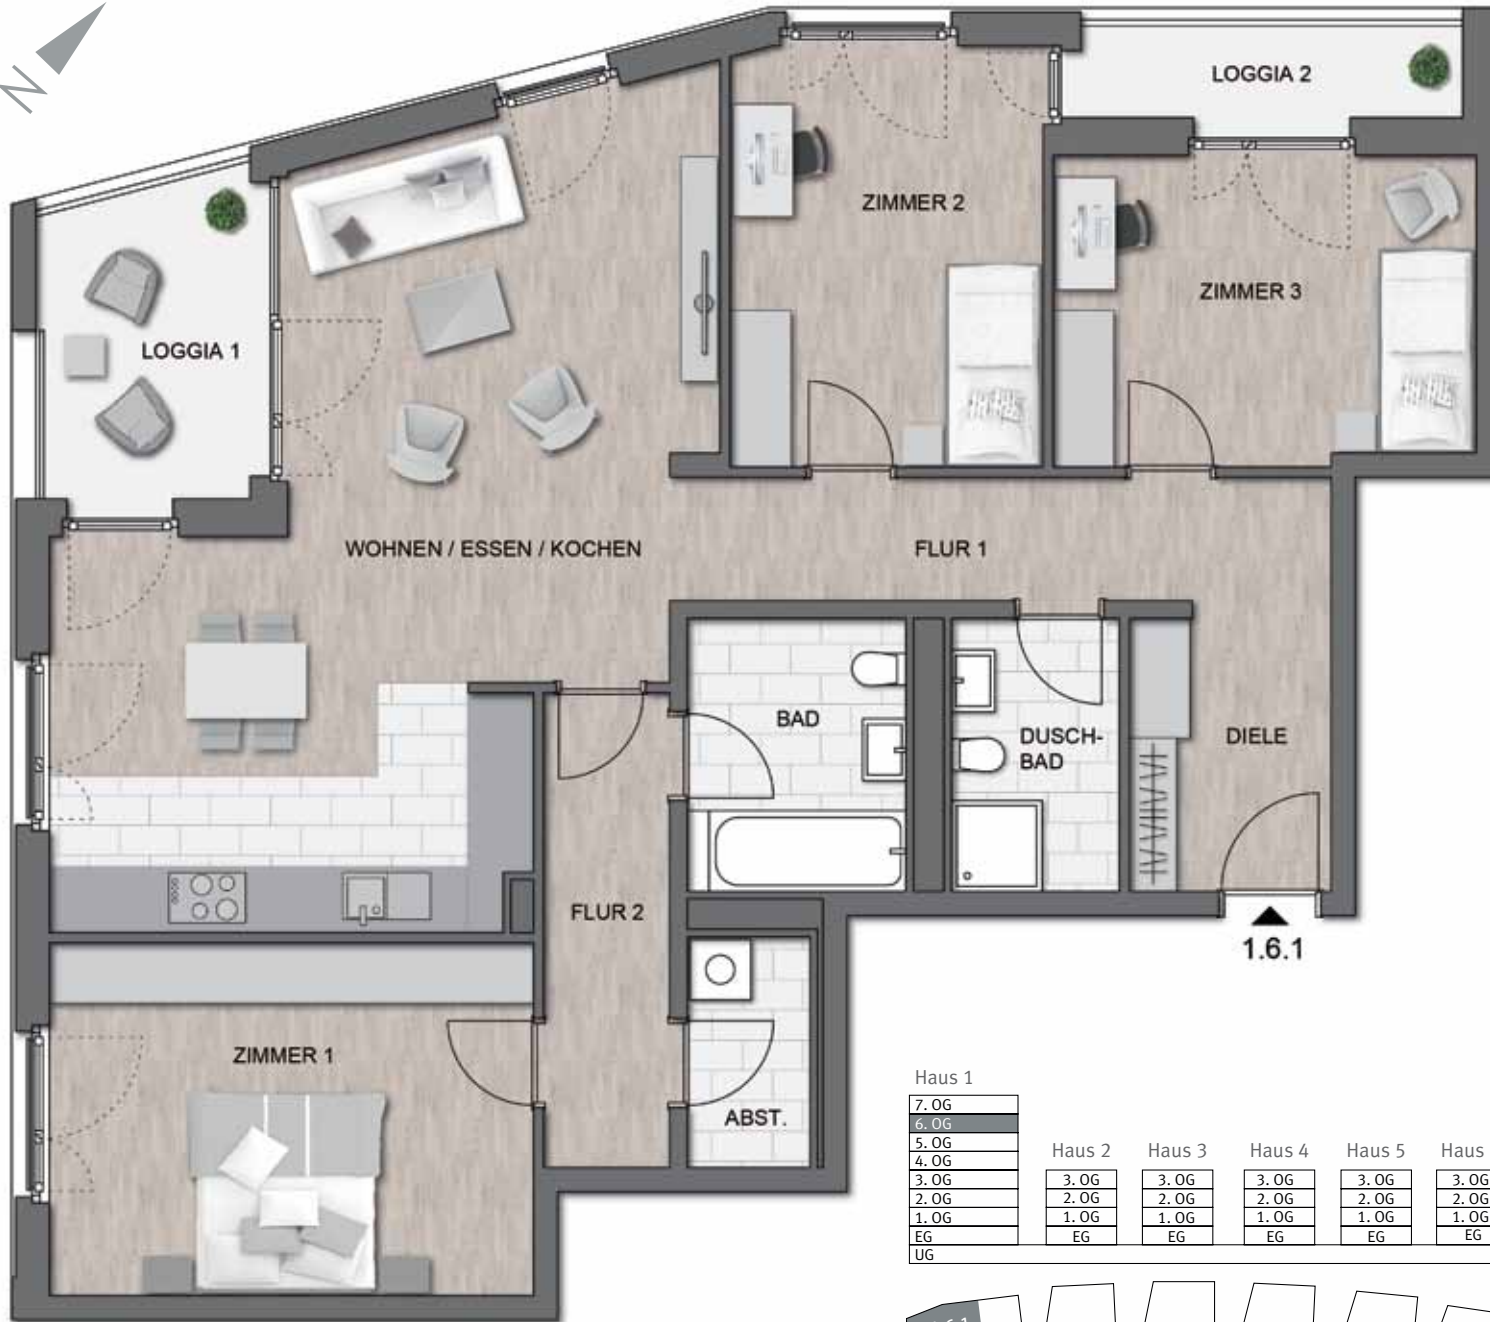 N
LOGGIA 2
ZIMMER 2
ZIMMER 3
LOGGIA 1
WOHNEN / ESSEN / KOCHEN
FLUR 1
BAD
DUSCH-
BAD
DIELE
FLUR 2
1.6.1
ZIMMER 1
ABST.
Haus 1
7. OG
6. OG
5. OG
4. OG
3. OG
2. OG
1. OG
EG
UG
Haus 2
3. OG
2. OG
1. OG
EG
Haus 3
3. OG
2. OG
1. OG
EG
Haus 4
3. OG
2. OG
1. OG
EG
Haus 5
3. OG
2. OG
1. OG
EG
Haus
3. OG
2. OG
1. OG
EG